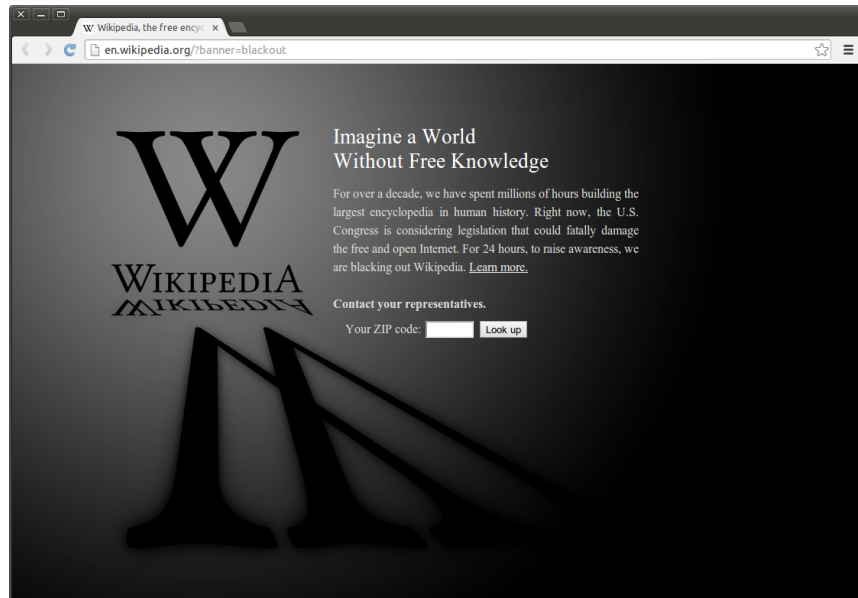 W Wikipedia, the free ency
en.wikipedia.org/?banner=blackout
W
WIKIPEDIA
WIKIPEDIA
Imagine a World
Without Free Knowledge
For over a decade, we have spent millions of hours building the
largest encyclopedia in human history. Right now, the U.S.
Congress is considering legislation that could fatally damage
the free and open Internet. For 24 hours, to raise awareness, we
are blacking out Wikipedia. Learn more.
Contact your representatives.
Your ZIP code: Look up